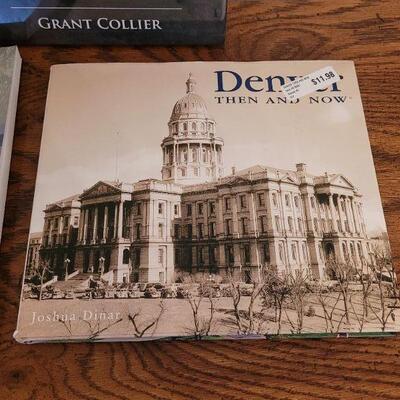 GRANT COLLIER
Denver
THEN AND NOW
$11.98
Joshua Dinar